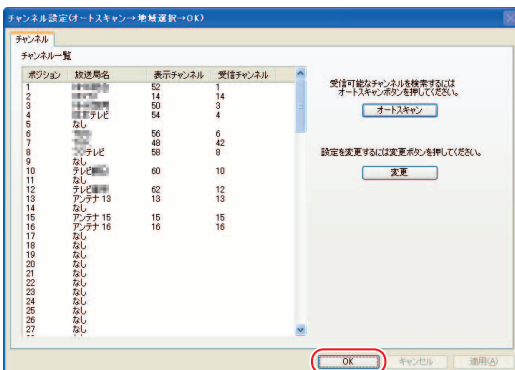 チャンネル設定(オートスキャン→地域選択→OK)
チャンネル
チャンネル一覧
ポジション 放送局名 表示チャンネル 受信チャンネル
1 52 1
2 14 14
3 50 3
4 テレビ 54 4
5 なし
6 56 6
7 48 42
8 テレビ 58 8
9 なし
10 テレビ 60 10
11 なし
12 テレビ 62 12
13 アンテナ 13 13 13
14 なし
15 アンテナ 15 15 15
16 アンテナ 16 16 16
17 なし
18 なし
19 なし
20 なし
21 なし
22 なし
23 なし
24 なし
25 なし
26 なし
27 なし
受信可能なチャンネルを検索するには
オートスキャンボタンを押してください。
オートスキャン
設定を変更するには変更ボタンを押してください。
変更
OK キャンセル 適用(A)